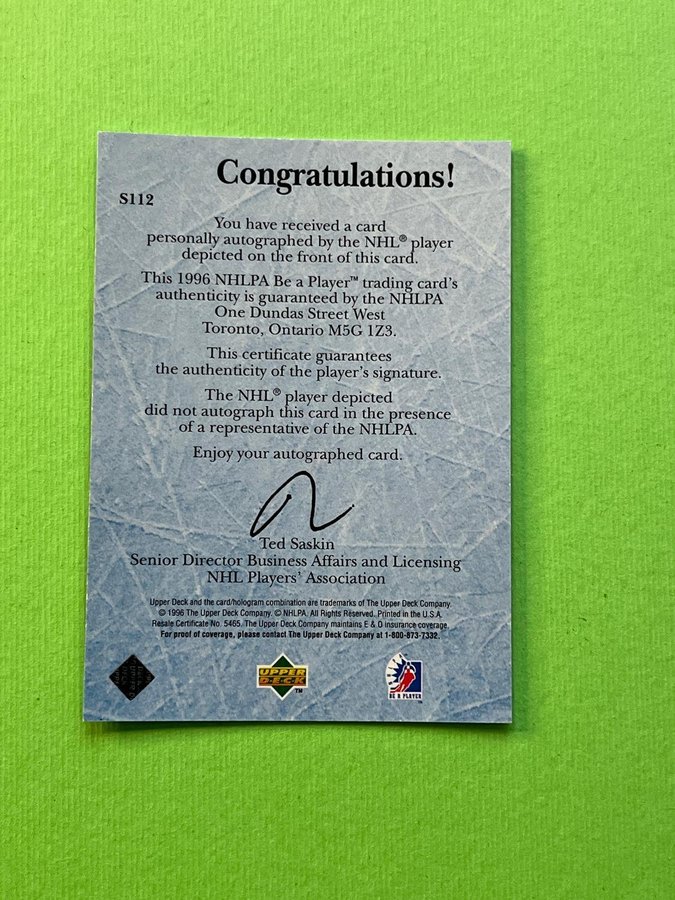 Congratulations!
S112
You have received a card
personally autographed by the NHL® player
depicted on the front of this card.
This 1996 NHLPA Be a Player™ trading card's
authenticity is guaranteed by the NHLPA
One Dundas Street West
Toronto, Ontario M5G 1Z3.
This certificate guarantees
the authenticity of the player's signature.
The NHL® player depicted
did not autograph this card in the presence
of a representative of the NHLPA.
Enjoy your autographed card.
Ted Saskin
Senior Director Business Affairs and Licensing
NHL Players' Association
Upper Deck and the card/hologram combination are trademarks of The Upper Deck Company.
© 1996 The Upper Deck Company. © NHLPA. All Rights Reserved. Printed in the U.S.A.
Resale Certificate No. 5465. The Upper Deck Company maintains E & O insurance coverage.
For proof of coverage, please contact The Upper Deck Company at 1-800-873-7332.
UPPER
D·E·C·K
™
BE A PLAYER